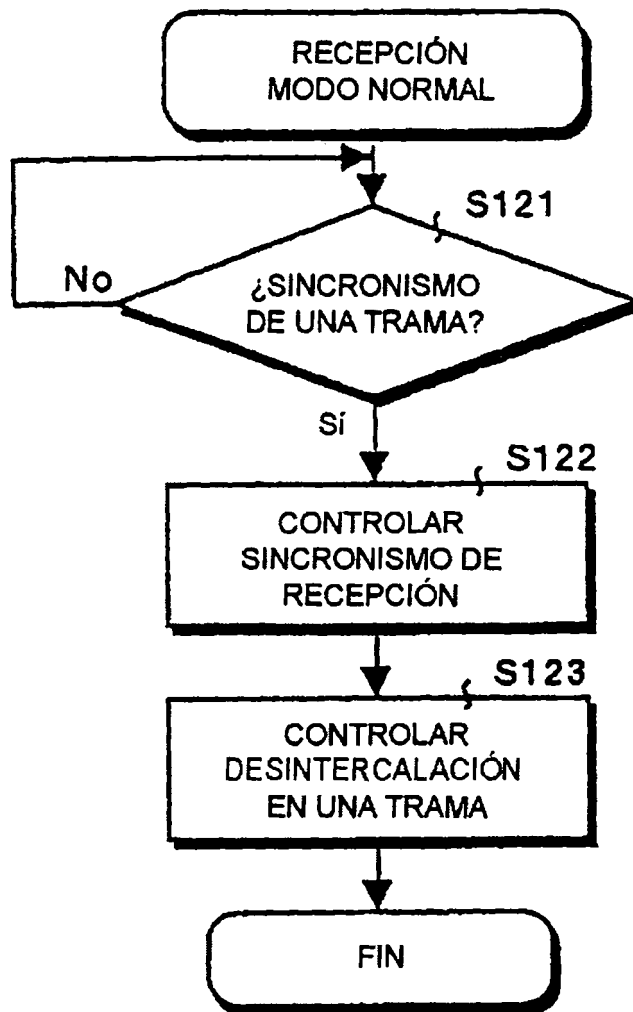 RECEPCIÓN
MODO NORMAL
S121
No
¿SINCRONISMO
DE UNA TRAMA?
Sí
S122
CONTROLAR
SINCRONISMO DE
RECEPCIÓN
S123
CONTROLAR
DESINTERCALACIÓN
EN UNA TRAMA
FIN